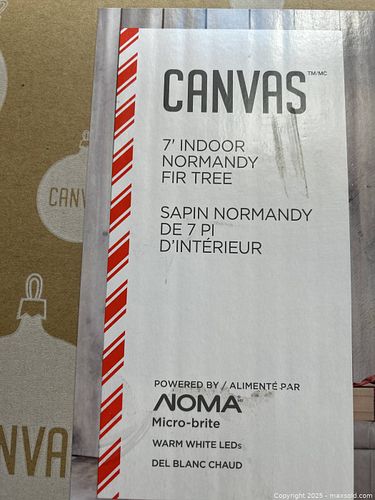 CANVAS TM/MC
7' INDOOR
NORMANDY
FIR TREE
SAPIN NORMANDY
DE 7 PI
D'INTÉRIEUR
POWERED BY / ALIMENTÉ PAR
NOMA
Micro-brite
WARM WHITE LEDs
DEL BLANC CHAUD
CANV
NVA
Copyright 2025 - maxsold.com